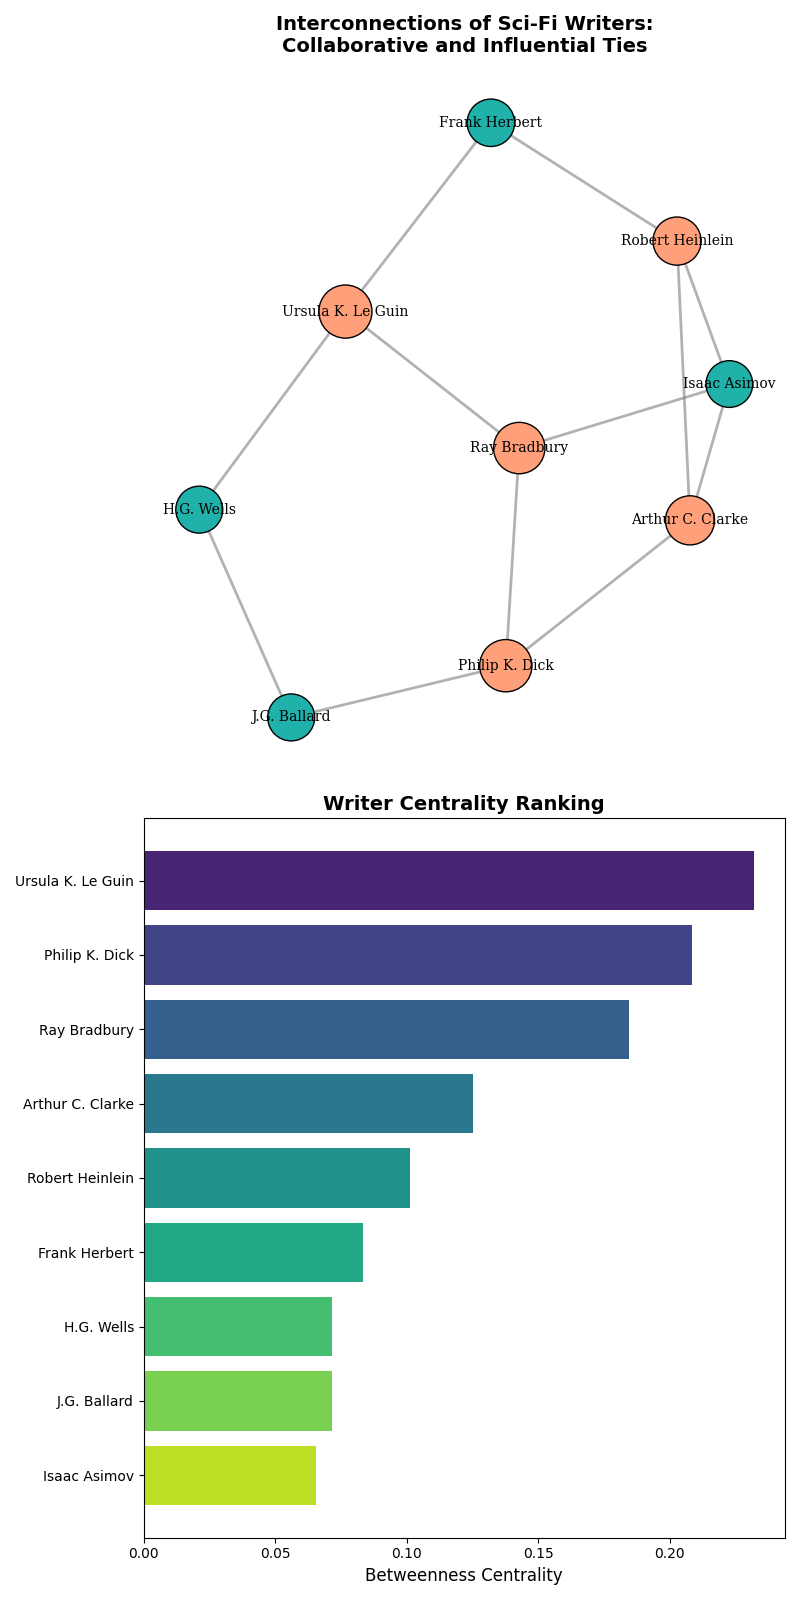 Interconnections of Sci-Fi Writers:
Collaborative and Influential Ties
Frank Herbert
Robert Heinlein
Ursula K. Le Guin
Isaac Asimov
Ray Bradbury
H.G. Wells
Arthur C. Clarke
Philip K. Dick
J.G. Ballard
Writer Centrality Ranking
Ursula K. Le Guin
Philip K. Dick
Ray Bradbury
Arthur C. Clarke
Robert Heinlein
Frank Herbert
H.G. Wells
J.G. Ballard
Isaac Asimov
0.00 0.05 0.10 0.15 0.20
Betweenness Centrality